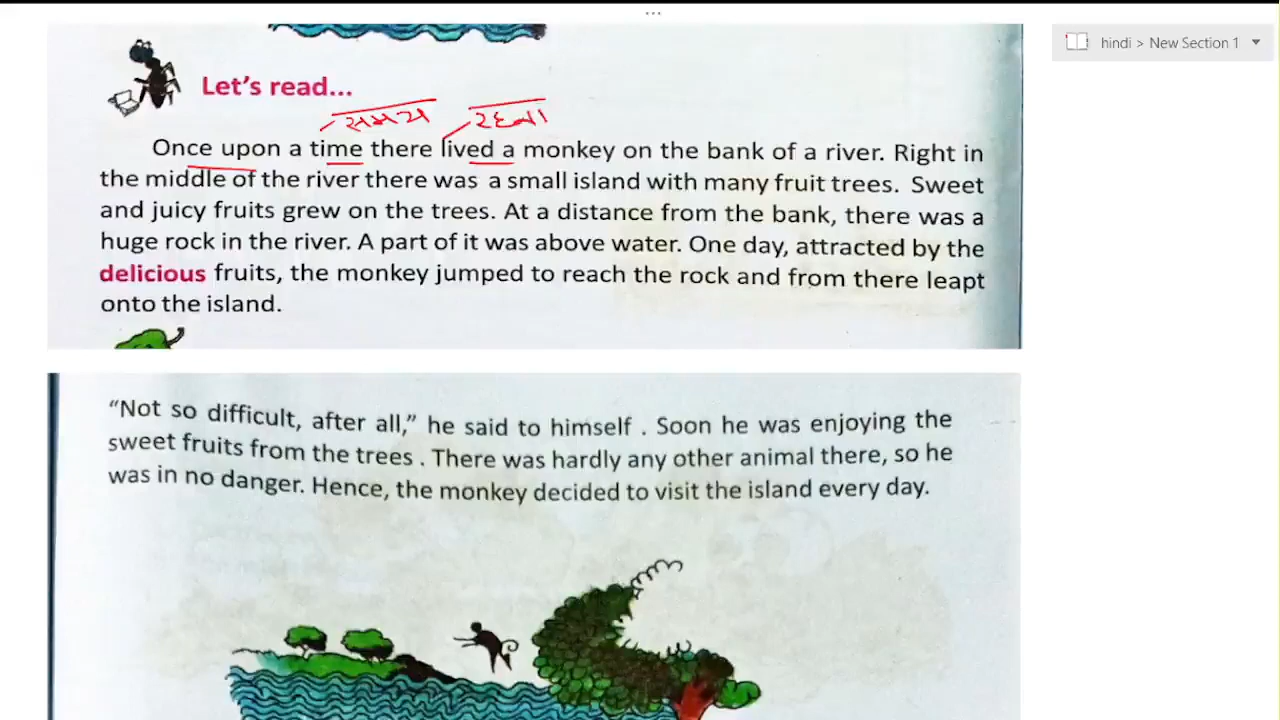 ...
hindi > New Section 1
Let's read...
समय रहना
Once upon a time there lived a monkey on the bank of a river. Right in
the middle of the river there was a small island with many fruit trees. Sweet
and juicy fruits grew on the trees. At a distance from the bank, there was a
huge rock in the river. A part of it was above water. One day, attracted by the
delicious fruits, the monkey jumped to reach the rock and from there leapt
onto the island.
“Not so difficult, after all,” he said to himself . Soon he was enjoying the
sweet fruits from the trees . There was hardly any other animal there, so he
was in no danger. Hence, the monkey decided to visit the island every day.